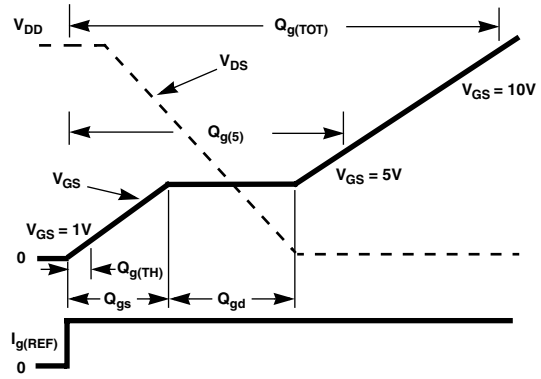 V_DD
Q_g(TOT)
V_DS
V_GS = 10V
Q_g(5)
V_GS
V_GS = 5V
V_GS = 1V
0
Q_g(TH)
Q_gs
Q_gd
I_g(REF)
0